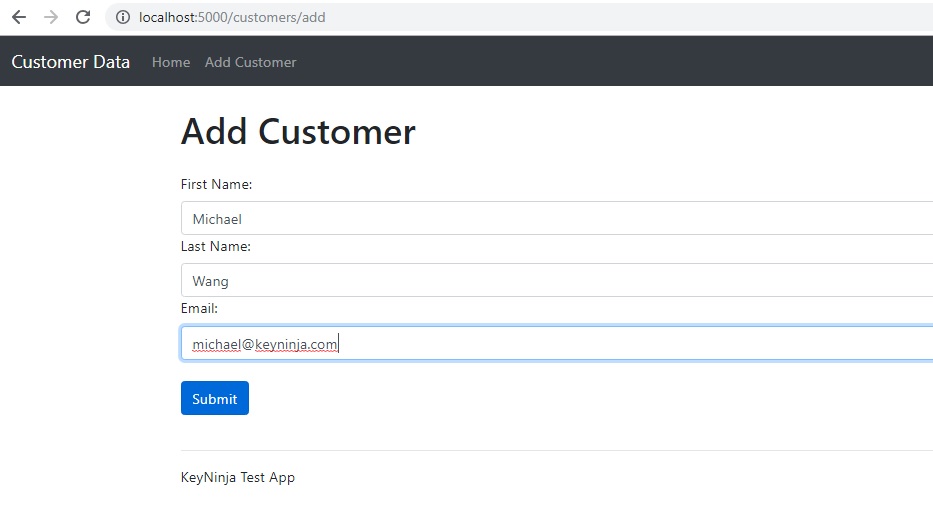 localhost:5000/customers/add
Customer Data Home Add Customer
Add Customer
First Name:
Michael
Last Name:
Wang
Email:
michael@keyninja.com
Submit
KeyNinja Test App